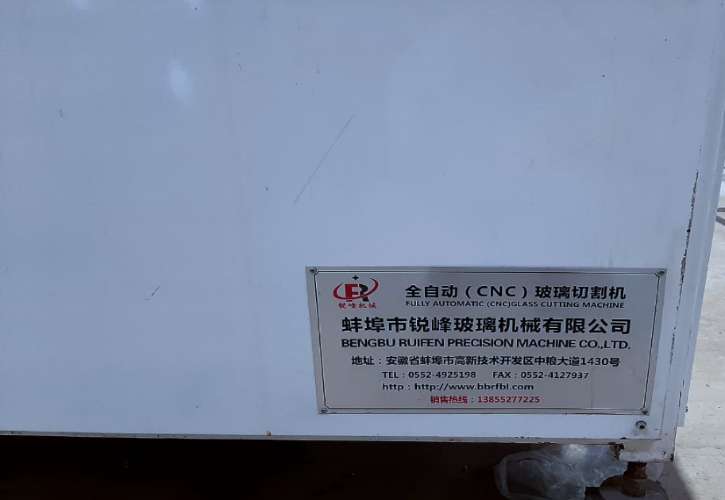 全自动（CNC）玻璃切割机
FULLY AUTOMATIC (CNC)GLASS CUTTING MACHINE
锐峰机械
蚌埠市锐峰玻璃机械有限公司
BENGBU RUIFEN PRECISION MACHINE CO.,LTD.
地址：安徽省蚌埠市高新技术开发区中粮大道1430号
TEL：0552-4925198 FAX：0552-4127937
http：http://www.bbrfbl.com
销售热线：13855277225